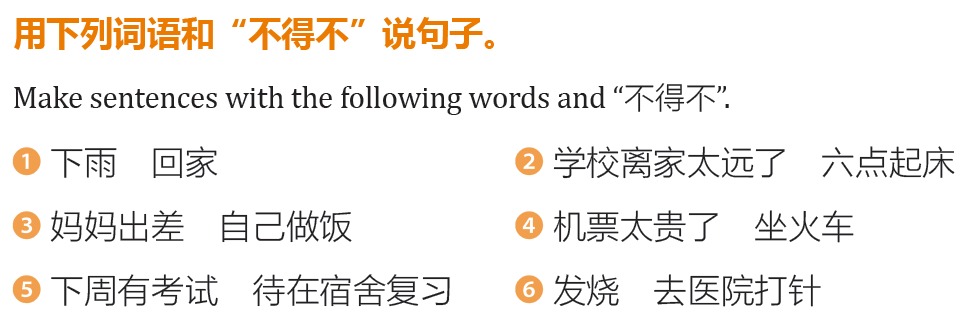 用下列词语和“不得不”说句子。
Make sentences with the following words and “不得不”.
1 下雨 回家 2 学校离家太远了 六点起床
3 妈妈出差 自己做饭 4 机票太贵了 坐火车
5 下周有考试 待在宿舍复习 6 发烧 去医院打针